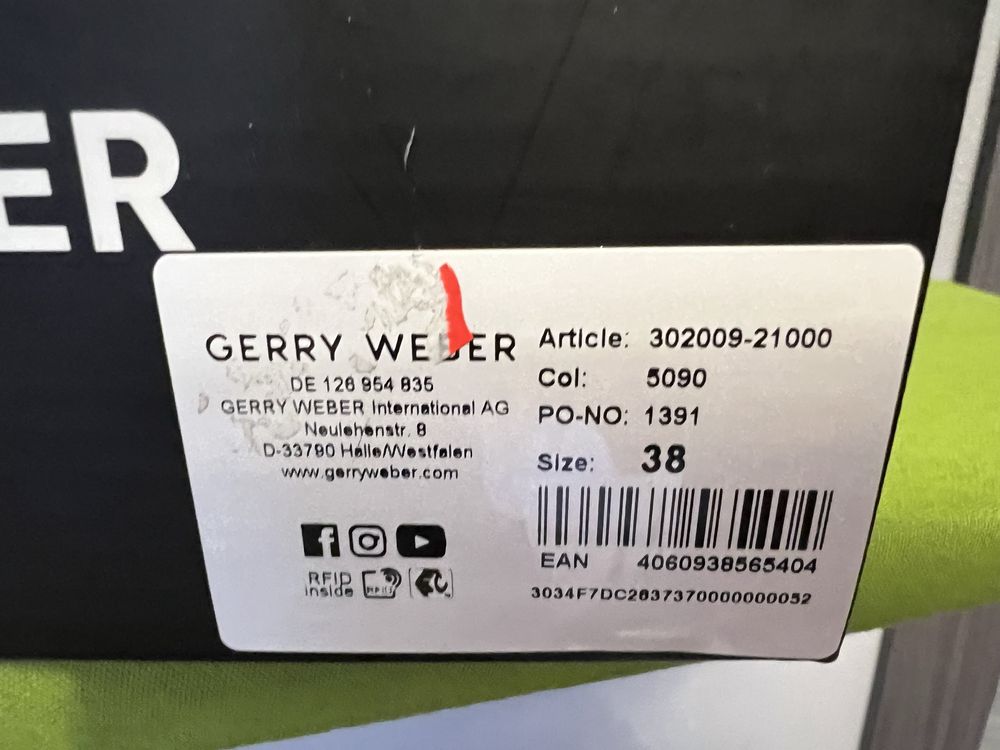 ER
GERRY WEBER
DE 126 954 835
GERRY WEBER International AG
Neulehenstr. 8
D-33790 Halle/Westfalen
www.gerryweber.com
RFID
inside
Article: 302009-21000
Col: 5090
PO-NO: 1391
Size: 38
EAN 4060938565404
3034F7DC2837370000000052